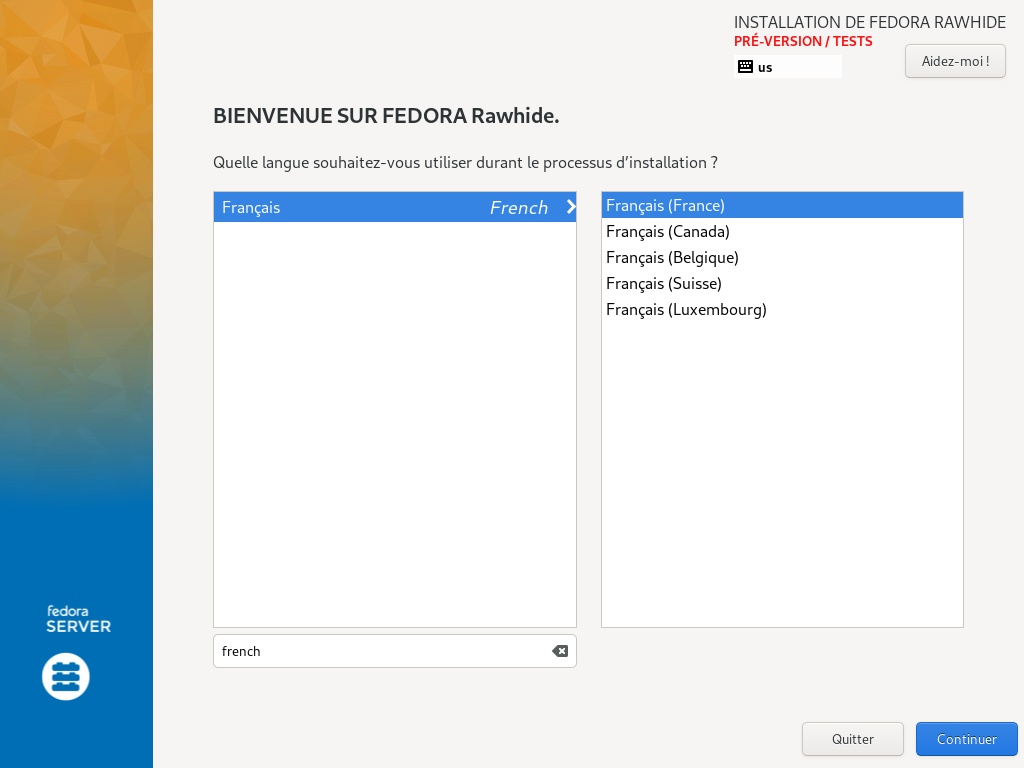 INSTALLATION DE FEDORA RAWHIDE
PRÉ-VERSION / TESTS
us
Aidez-moi !
BIENVENUE SUR FEDORA Rawhide.
Quelle langue souhaitez-vous utiliser durant le processus d’installation ?
Français French
Français (France)
Français (Canada)
Français (Belgique)
Français (Suisse)
Français (Luxembourg)
french
fedora
SERVER
Quitter
Continuer